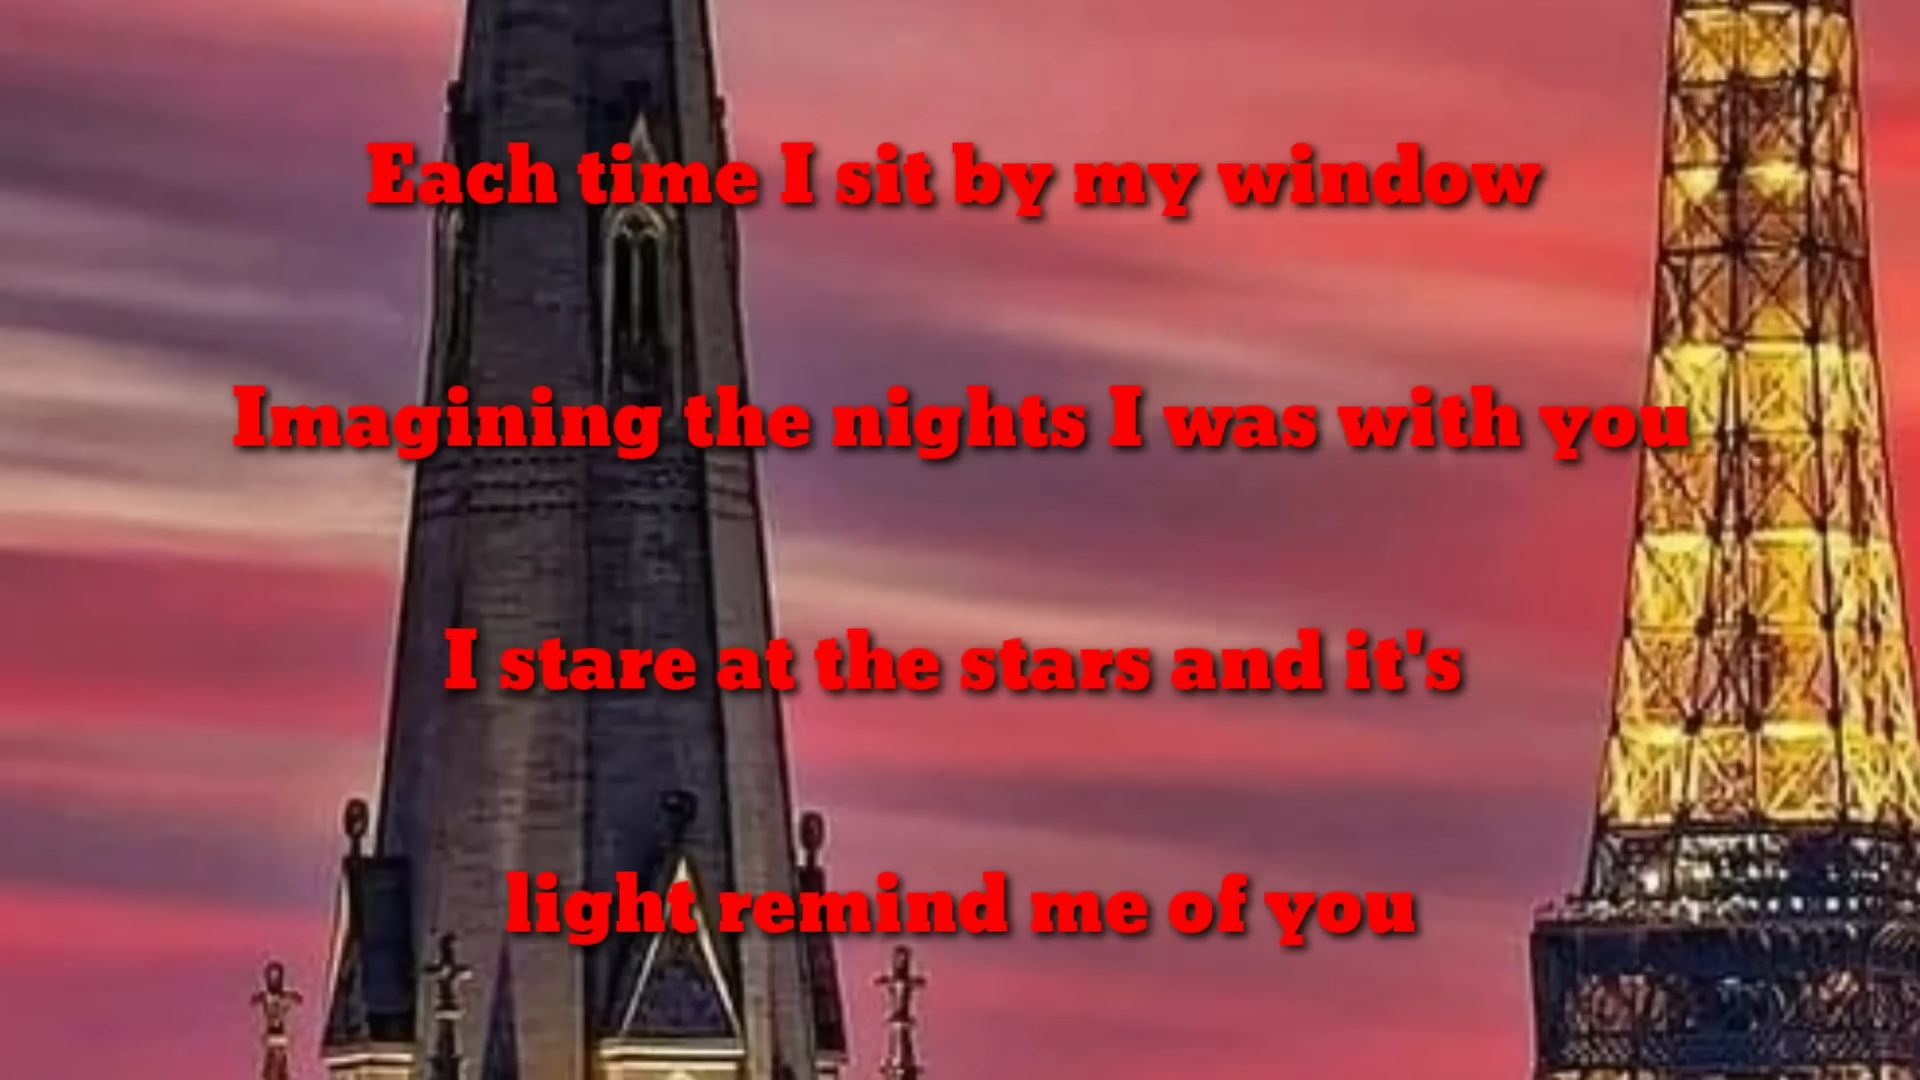 Each time I sit by my window
Imagining the nights I was with you
I stare at the stars and it's
light remind me of you